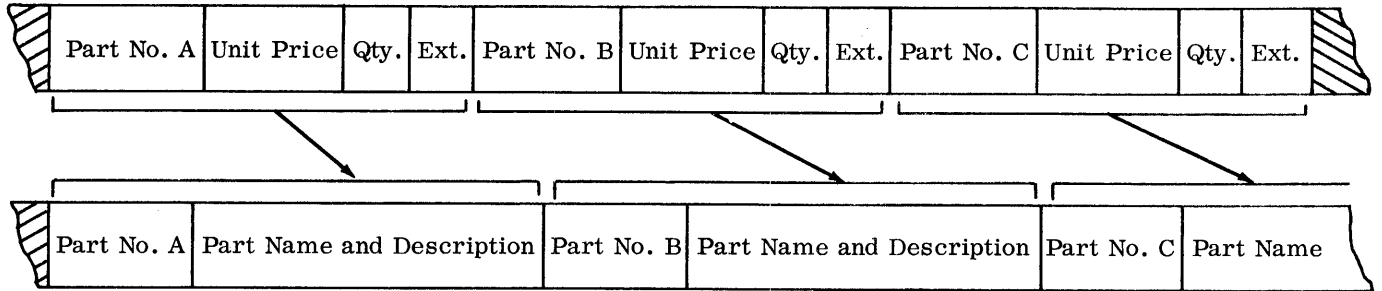 Part No. A Unit Price Qty. Ext. Part No. B Unit Price Qty. Ext. Part No. C Unit Price Qty. Ext.
Part No. A Part Name and Description Part No. B Part Name and Description Part No. C Part Name